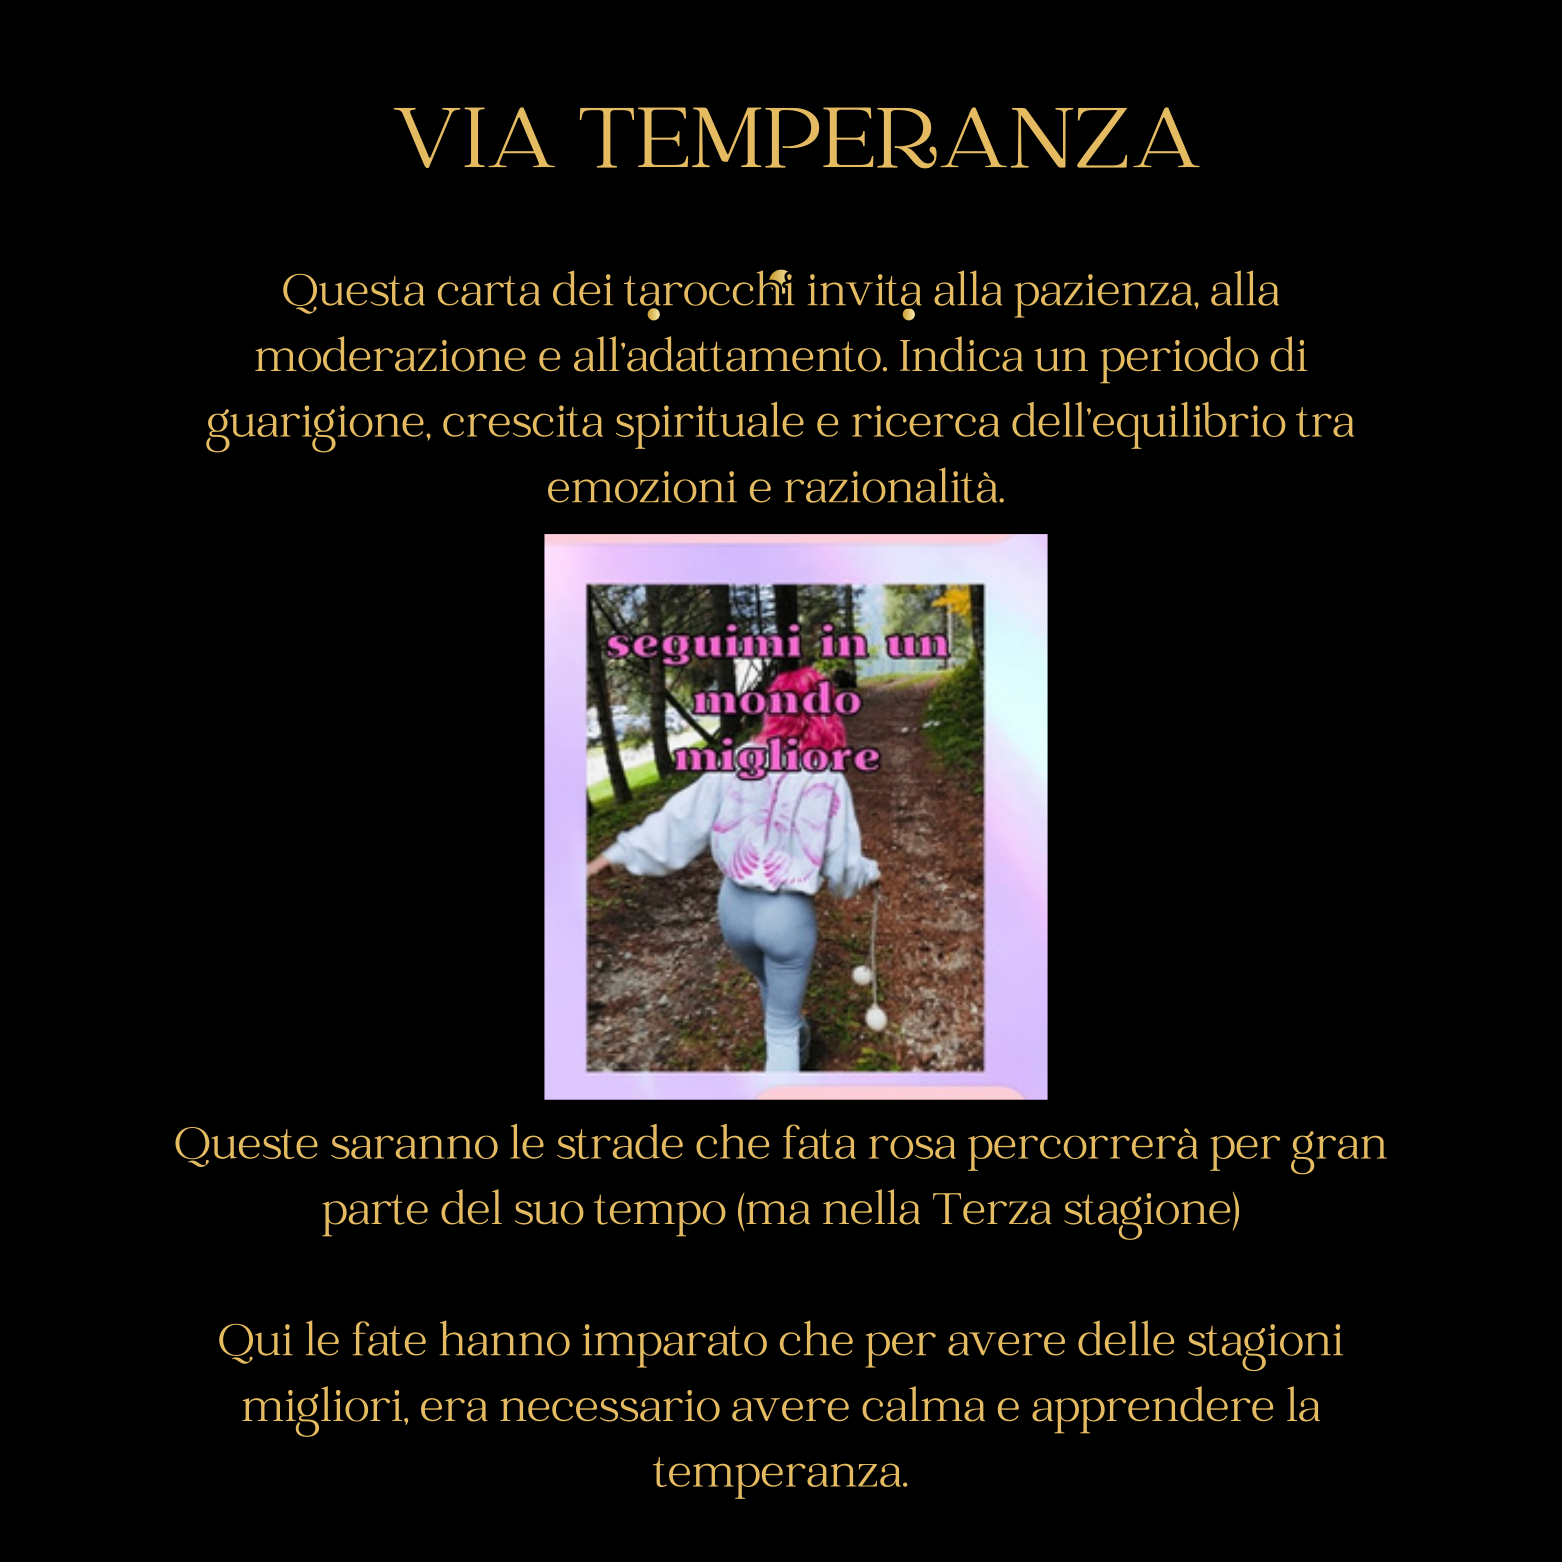 VIA TEMPERANZA
Questa carta dei tarocchi invita alla pazienza, alla
moderazione e all'adattamento. Indica un periodo di
guarigione, crescita spirituale e ricerca dell'equilibrio tra
emozioni e razionalità.
seguimi in un
mondo
migliore
Queste saranno le strade che fata rosa percorrerà per gran
parte del suo tempo (ma nella Terza stagione)
Qui le fate hanno imparato che per avere delle stagioni
migliori, era necessario avere calma e apprendere la
temperanza.